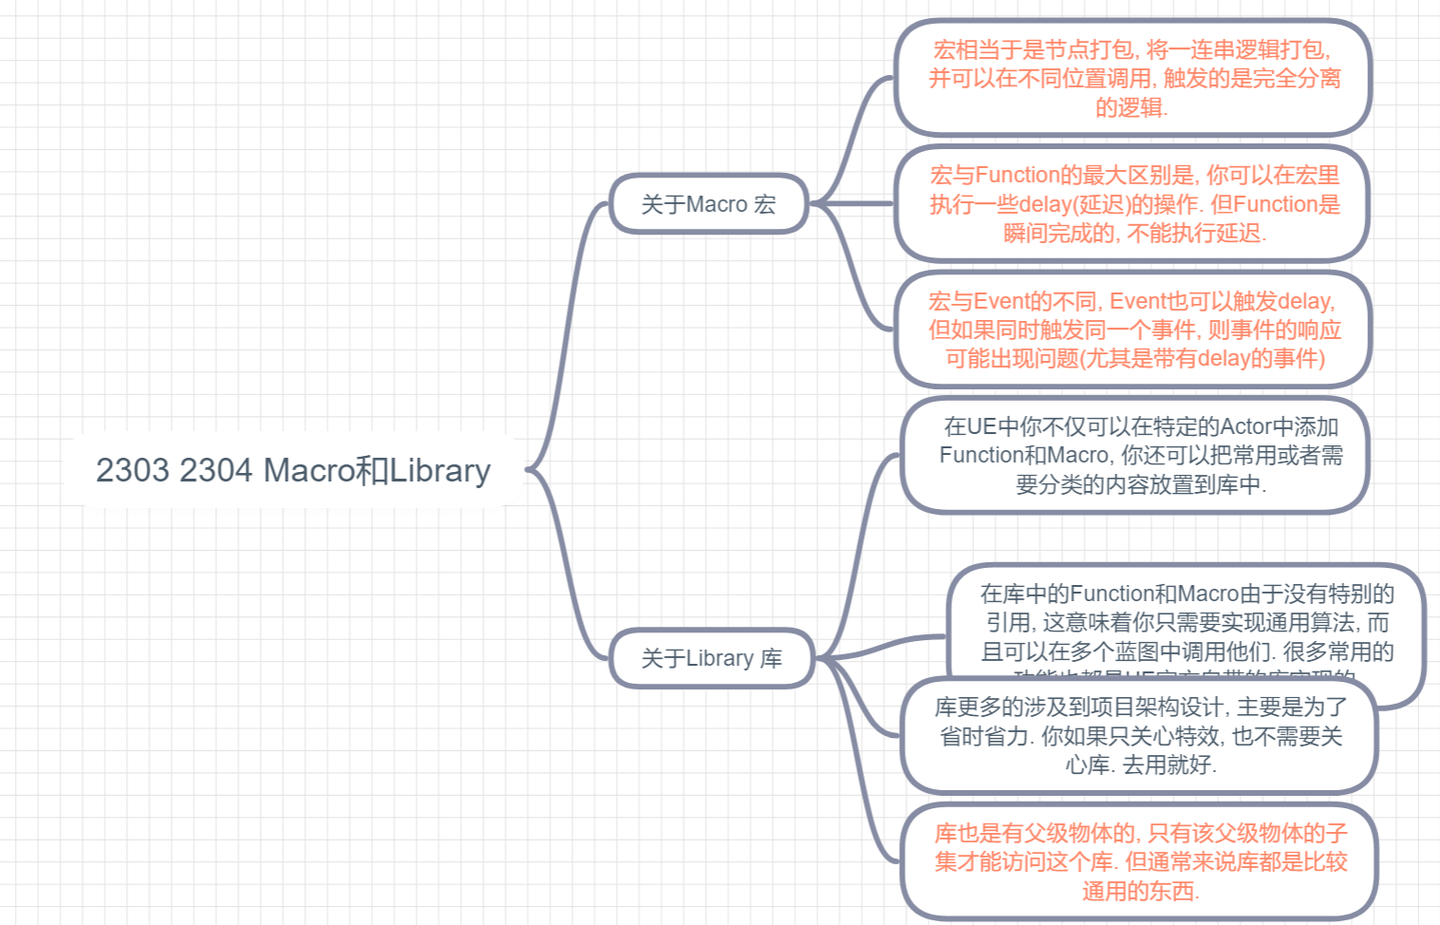 宏相当于是节点打包, 将一连串逻辑打包,
并可以在不同位置调用, 触发的是完全分离
的逻辑.
宏与Function的最大区别是, 你可以在宏里
执行一些delay(延迟)的操作. 但Function是
瞬间完成的, 不能执行延迟.
关于Macro 宏
宏与Event的不同, Event也可以触发delay,
但如果同时触发同一个事件, 则事件的响应
可能出现问题(尤其是带有delay的事件)
2303 2304 Macro和Library
在UE中你不仅可以在特定的Actor中添加
Function和Macro, 你还可以把常用或者需
要分类的内容放置到库中.
在库中的Function和Macro由于没有特别的
引用, 这意味着你只需要实现通用算法, 而
且可以在多个蓝图中调用他们. 很多常用的
功能也都是UE官方自带的库实现的
关于Library 库
库更多的涉及到项目架构设计, 主要是为了
省时省力. 你如果只关心特效, 也不需要关
心库. 去用就好.
库也是有父级物体的, 只有该父级物体的子
集才能访问这个库. 但通常来说库都是比较
通用的东西.